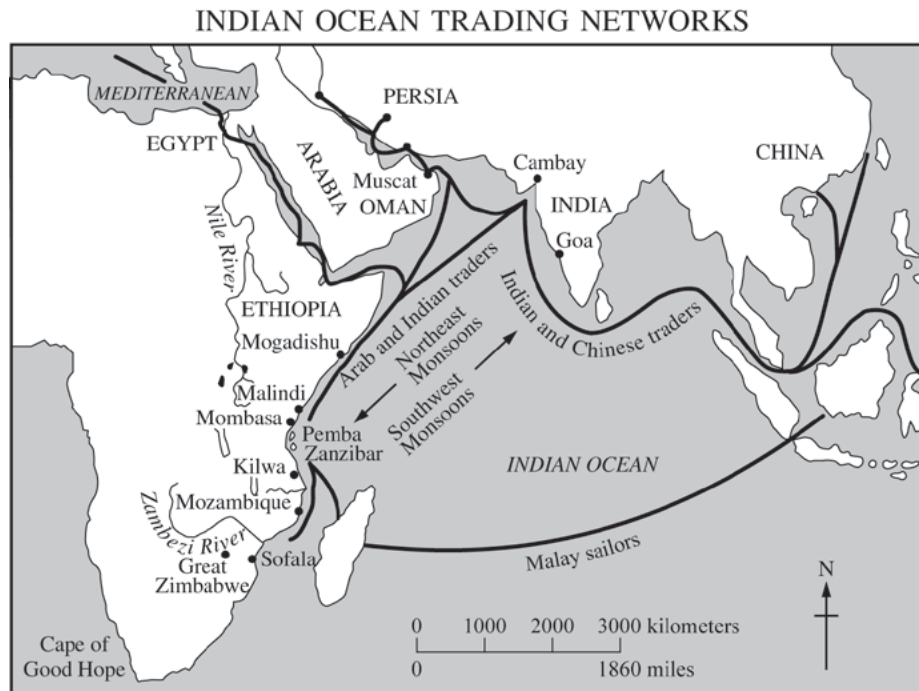 INDIAN OCEAN TRADING NETWORKS
MEDITERRANEAN
PERSIA
EGYPT
ARABIA
Muscat
OMAN
Cambay
INDIA
Goa
CHINA
Nile River
ETHIOPIA
Mogadishu
Arab and Indian traders
Northeast
Monsoons
Indian and Chinese traders
Malindi
Mombasa
Southwest
Monsoons
Pemba
Zanzibar
Kilwa
INDIAN OCEAN
Mozambique
Zambezi River
Sofala
Great
Zimbabwe
Malay sailors
N
0 1000 2000 3000 kilometers
0 1860 miles
Cape of
Good Hope